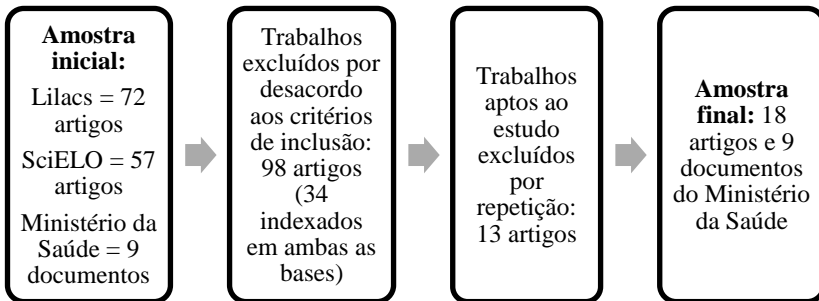 Amostra
inicial:
Lilacs = 72
artigos
SciELO = 57
artigos
Ministério da
Saúde = 9
documentos
Trabalhos
excluídos por
desacordo
aos critérios
de inclusão:
98 artigos
(34
indexados
em ambas as
bases)
Trabalhos
aptos ao
estudo
excluídos
por
repetição:
13 artigos
Amostra
final: 18
artigos e 9
documentos
do Ministério
da Saúde